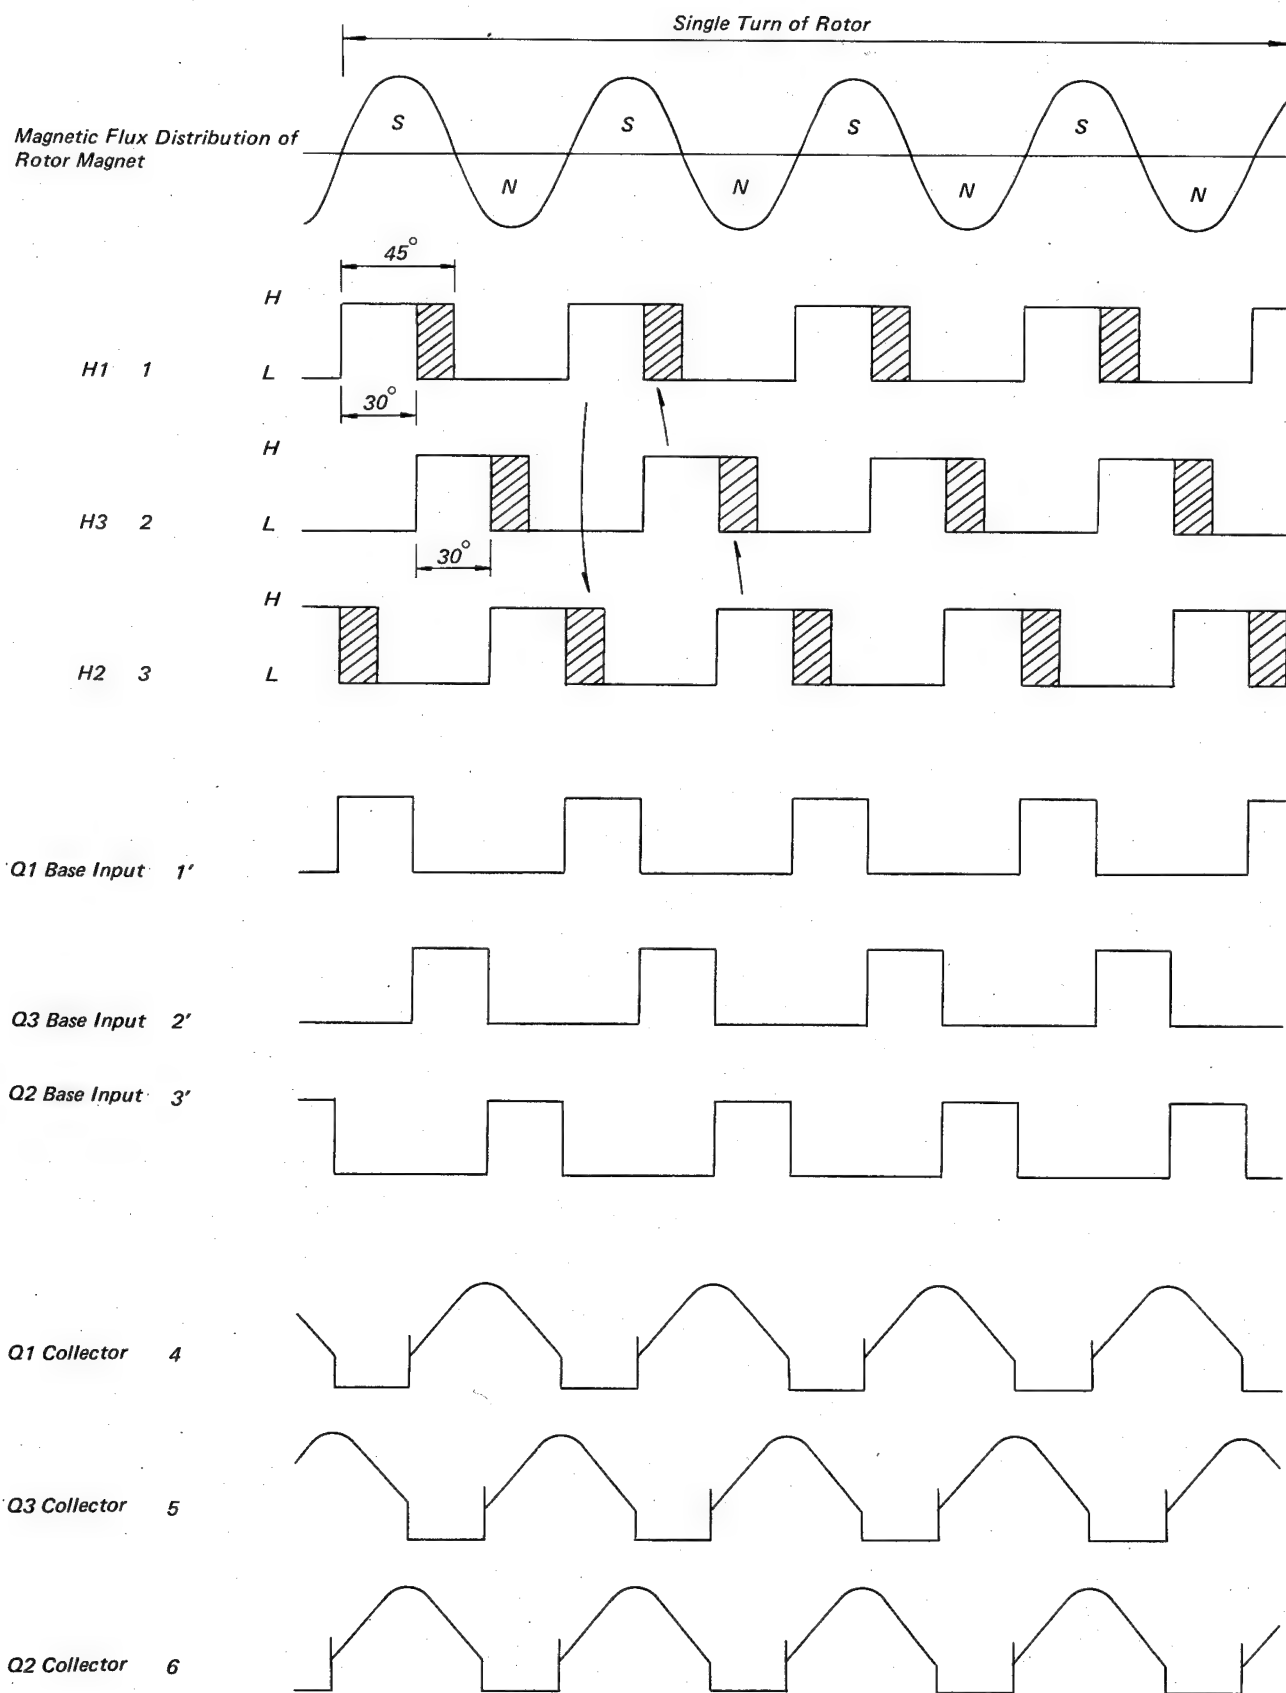 Single Turn of Rotor
Magnetic Flux Distribution of
Rotor Magnet
S
S
S
S
N
N
N
N
45°
H
H1 1
L
30°
H
H3 2
L
30°
H
H2 3
L
Q1 Base Input 1'
Q3 Base Input 2'
Q2 Base Input 3'
Q1 Collector 4
Q3 Collector 5
Q2 Collector 6